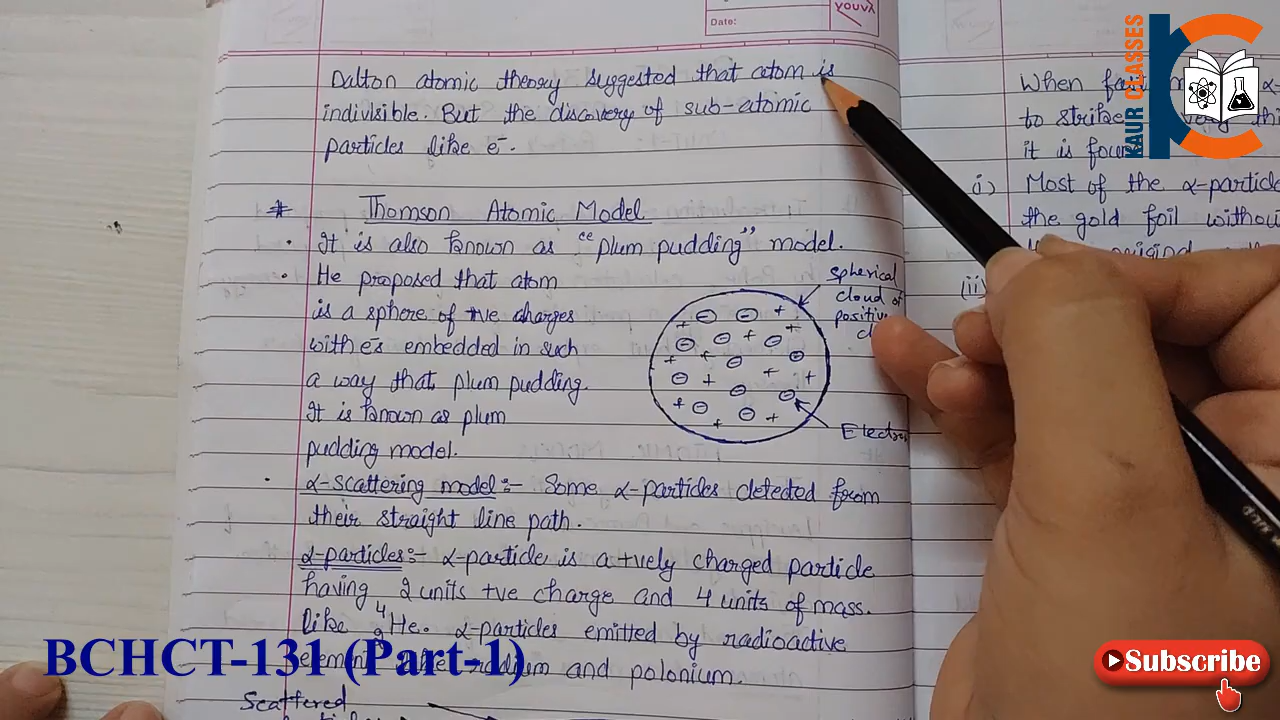 YOUVA
Date:
KAUR CLASSES
Dalton atomic theory suggested that atom is
indivisible. But the discovery of sub-atomic
particles like e-.
* Thomson Atomic Model
• It is also known as "plum pudding" model.
• He proposed that atom
is a sphere of +ve charges
with e-s embedded in such
a way that plum pudding.
It is known as plum
pudding model.
spherical
cloud of
positive
Electron
• α-scattering model:- Some α-particles detected from
their straight line path.
α-particles:- α-particle is a +vely charged particle
having 2 units +ve charge and 4 units of mass.
like ⁴₂He. α-particles emitted by radioactive
and polonium.
Scattered
When
to strike
it is
i) Most of the α-particle
the gold foil withou
(ii)
BCHCT-131 (Part-1)
Subscribe